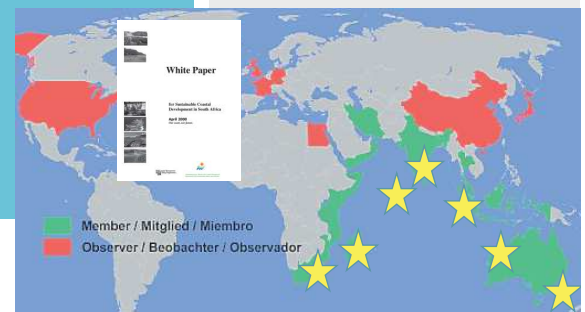 White Paper
for Sustainable Coastal
Development in South Africa
April 2000
Member / Mitglied / Miembro
Observer / Beobachter / Observador